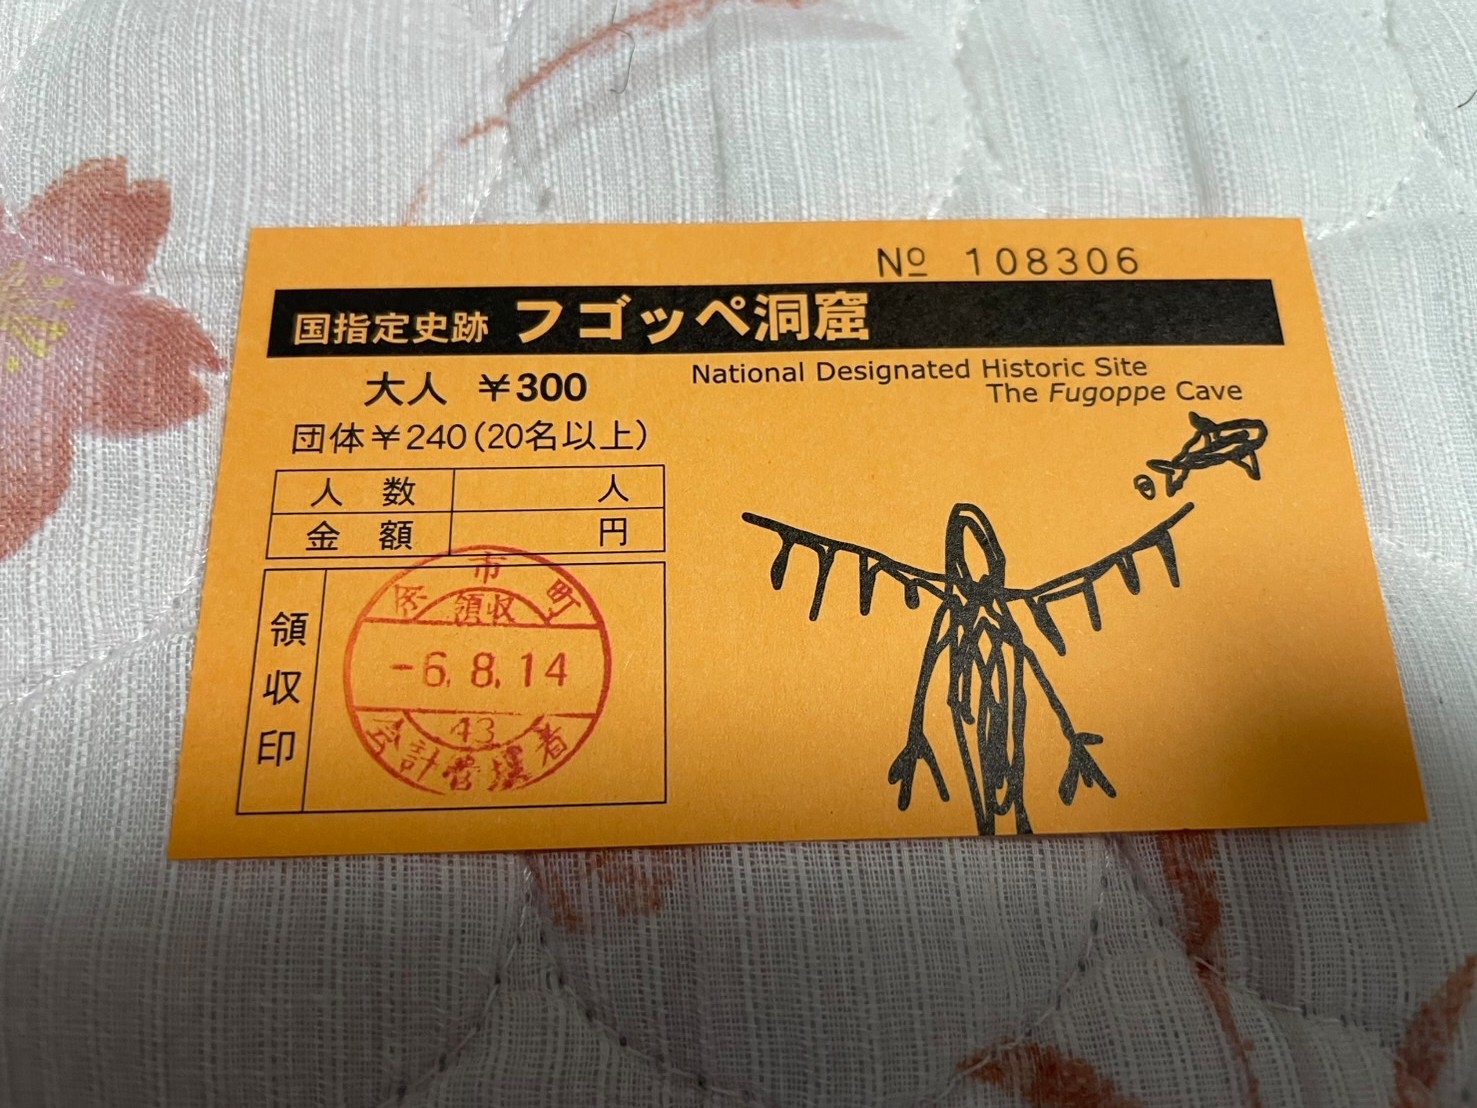 № 108306
国指定史跡 フゴッペ洞窟
National Designated Historic Site
The Fugoppe Cave
大人 ¥300
団体¥240(20名以上)
人数 人
金額 円
領収印
余市町
領収
-6.8.14
43
会計管理者